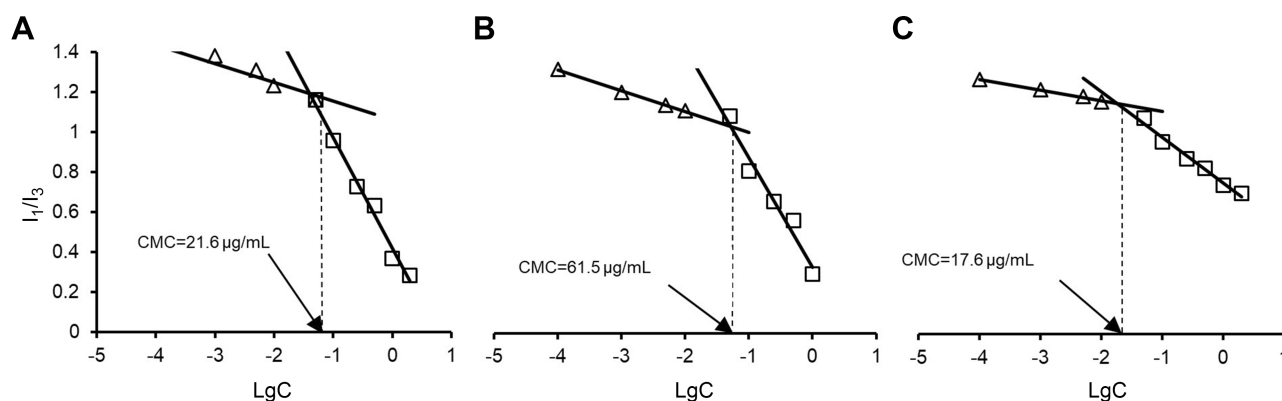 A
I₁/I₃
1.4
1.2
1
0.8
0.6
0.4
0.2
0
CMC=21.6 µg/mL
-5 -4 -3 -2 -1 0 1
LgC
B
CMC=61.5 µg/mL
-5 -4 -3 -2 -1 0 1
LgC
C
CMC=17.6 µg/mL
-5 -4 -3 -2 -1 0 1
LgC